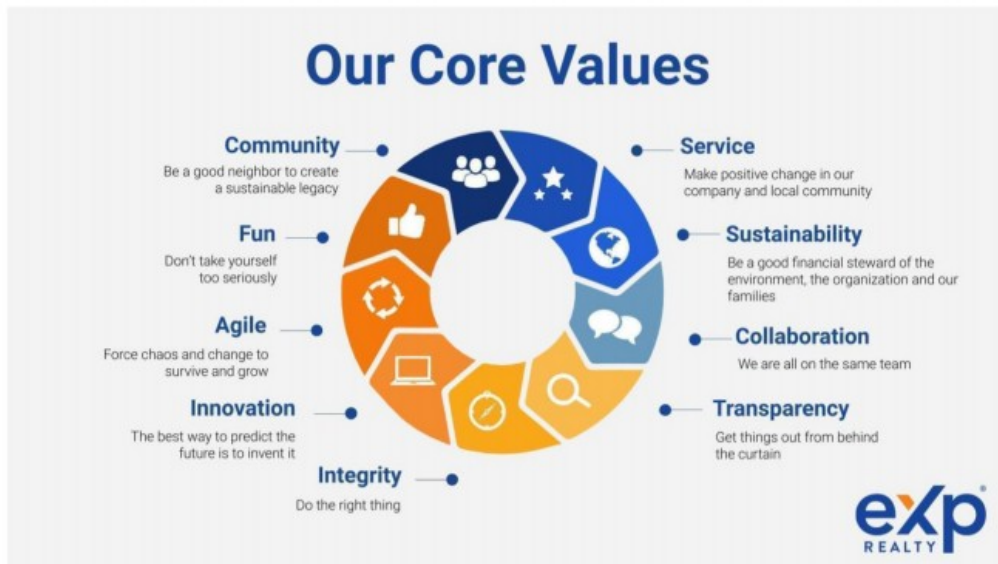 Our Core Values
Community
Be a good neighbor to create
a sustainable legacy
Service
Make positive change in our
company and local community
Fun
Don't take yourself
too seriously
Sustainability
Be a good financial steward of the
environment, the organization and our
families
Agile
Force chaos and change to
survive and grow
Collaboration
We are all on the same team
Innovation
The best way to predict the
future is to invent it
Transparency
Get things out from behind
the curtain
Integrity
Do the right thing
eXp®
REALTY